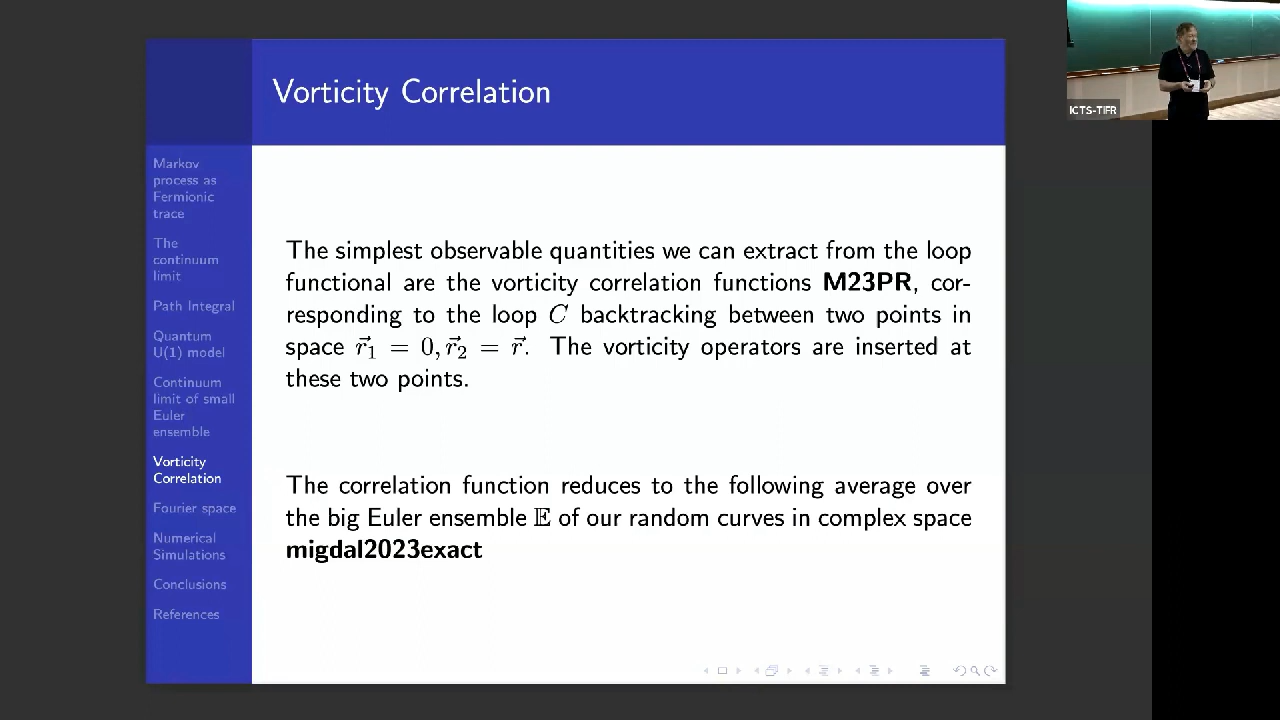 Vorticity Correlation
ICTS-TIFR
Markov
process as
Fermionic
trace
The
continuum
limit
Path Integral
Quantum
U(1) model
Continuum
limit of small
Euler
ensemble
Vorticity
Correlation
Fourier space
Numerical
Simulations
Conclusions
References
The simplest observable quantities we can extract from the loop
functional are the vorticity correlation functions M23PR, cor-
responding to the loop C backtracking between two points in
space r⃗₁ = 0, r⃗₂ = r⃗. The vorticity operators are inserted at
these two points.
The correlation function reduces to the following average over
the big Euler ensemble 𝔼 of our random curves in complex space
migdal2023exact